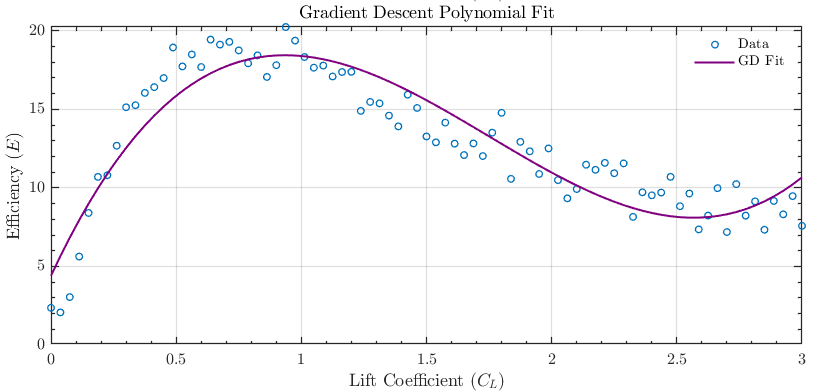 Gradient Descent Polynomial Fit
20
15
10
5
0
Efficiency (E)
Data
GD Fit
0 0.5 1 1.5 2 2.5 3
Lift Coefficient (C_L)